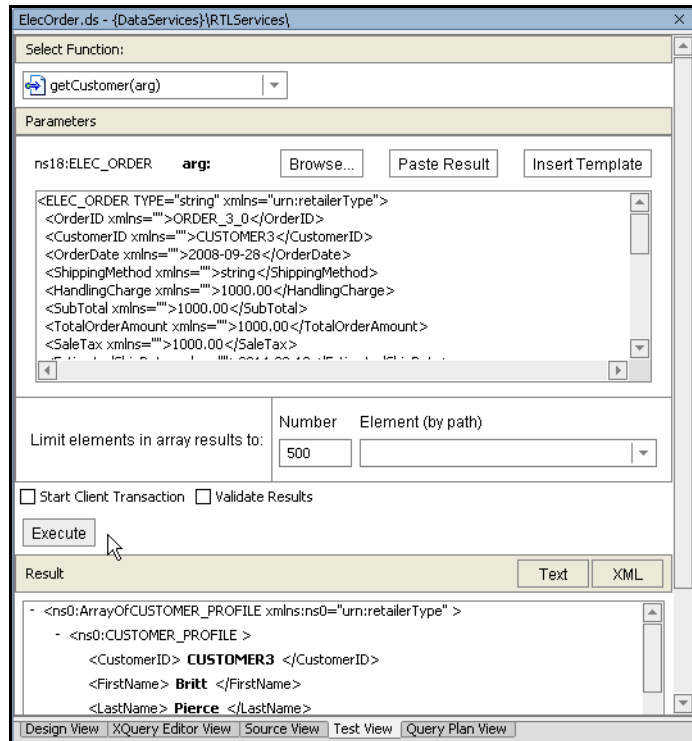 ElecOrder.ds - {DataServices}\RTLServices\
Select Function:
getCustomer(arg)
Parameters
ns18:ELEC_ORDER arg: Browse... Paste Result Insert Template
<ELEC_ORDER TYPE="string" xmlns="urn:retailerType">
<OrderID xmlns="">ORDER_3_0</OrderID>
<CustomerID xmlns="">CUSTOMER3</CustomerID>
<OrderDate xmlns="">2008-09-28</OrderDate>
<ShippingMethod xmlns="">string</ShippingMethod>
<HandlingCharge xmlns="">1000.00</HandlingCharge>
<SubTotal xmlns="">1000.00</SubTotal>
<TotalOrderAmount xmlns="">1000.00</TotalOrderAmount>
<SaleTax xmlns="">1000.00</SaleTax>
Number Element (by path)
Limit elements in array results to: 500
Start Client Transaction Validate Results
Execute
Result Text XML
- <ns0:ArrayOfCUSTOMER_PROFILE xmlns:ns0="urn:retailerType" >
- <ns0:CUSTOMER_PROFILE >
<CustomerID> CUSTOMER3 </CustomerID>
<FirstName> Britt </FirstName>
<LastName> Pierce </LastName>
Design View XQuery Editor View Source View Test View Query Plan View